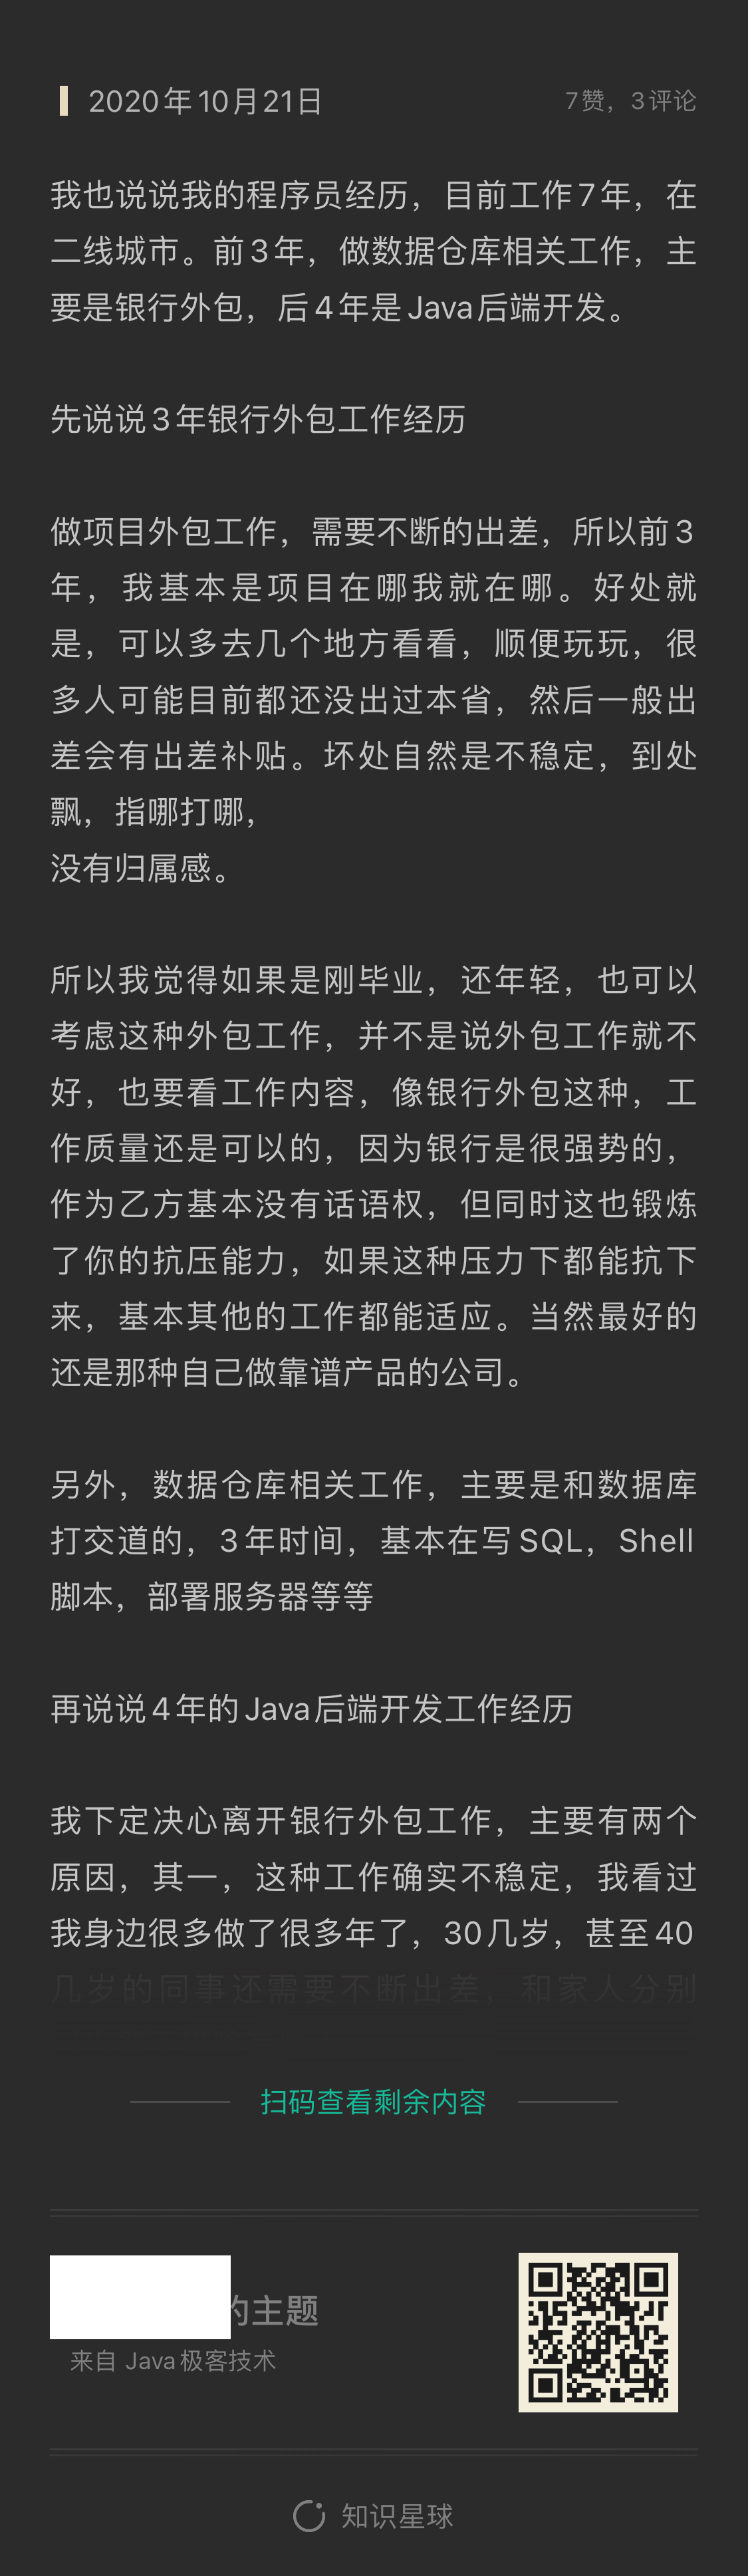 2020年10月21日
7赞，3评论
我也说说我的程序员经历，目前工作7年，在
二线城市。前3年，做数据仓库相关工作，主
要是银行外包，后4年是Java后端开发。
先说说3年银行外包工作经历
做项目外包工作，需要不断的出差，所以前3
年，我基本是项目在哪我就在哪。好处就
是，可以多去几个地方看看，顺便玩玩，很
多人可能目前都还没出过本省，然后一般出
差会有出差补贴。坏处自然是不稳定，到处
飘，指哪打哪，
没有归属感。
所以我觉得如果是刚毕业，还年轻，也可以
考虑这种外包工作，并不是说外包工作就不
好，也要看工作内容，像银行外包这种，工
作质量还是可以的，因为银行是很强势的，
作为乙方基本没有话语权，但同时这也锻炼
了你的抗压能力，如果这种压力下都能抗下
来，基本其他的工作都能适应。当然最好的
还是那种自己做靠谱产品的公司。
另外，数据仓库相关工作，主要是和数据库
打交道的，3年时间，基本在写SQL，Shell
脚本，部署服务器等等
再说说4年的Java后端开发工作经历
我下定决心离开银行外包工作，主要有两个
原因，其一，这种工作确实不稳定，我看过
我身边很多做了很多年了，30几岁，甚至40
几岁的同事还需要不断出差，和家人分别
扫码查看剩余内容
的主题
来自 Java极客技术
知识星球